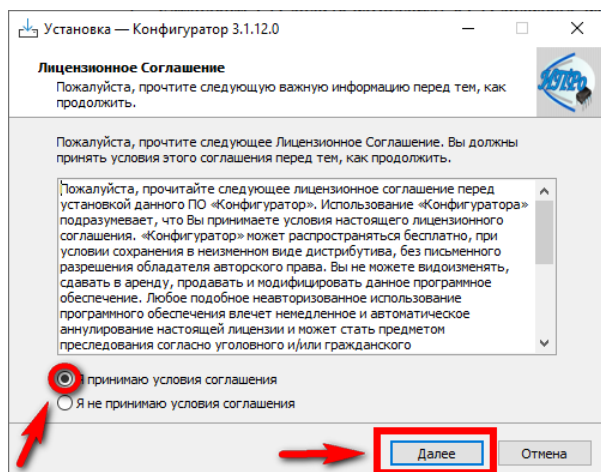 Установка — Конфигуратор 3.1.12.0
Лицензионное Соглашение
Пожалуйста, прочтите следующую важную информацию перед тем, как
продолжить.
Пожалуйста, прочтите следующее Лицензионное Соглашение. Вы должны
принять условия этого соглашения перед тем, как продолжить.
Пожалуйста, прочитайте следующее лицензионное соглашение перед
установкой данного ПО «Конфигуратор». Использование «Конфигуратора»
подразумевает, что Вы принимаете условия настоящего лицензионного
соглашения. «Конфигуратор» может распространяться бесплатно, при
условии сохранения в неизменном виде дистрибутива, без письменного
разрешения обладателя авторского права. Вы не можете видоизменять,
сдавать в аренду, продавать и модифицировать данное программное
обеспечение. Любое подобное неавторизованное использование
программного обеспечения влечет немедленное и автоматическое
аннулирование настоящей лицензии и может стать предметом
преследования согласно уголовного и/или гражданского
Я принимаю условия соглашения
Я не принимаю условия соглашения
Далее
Отмена